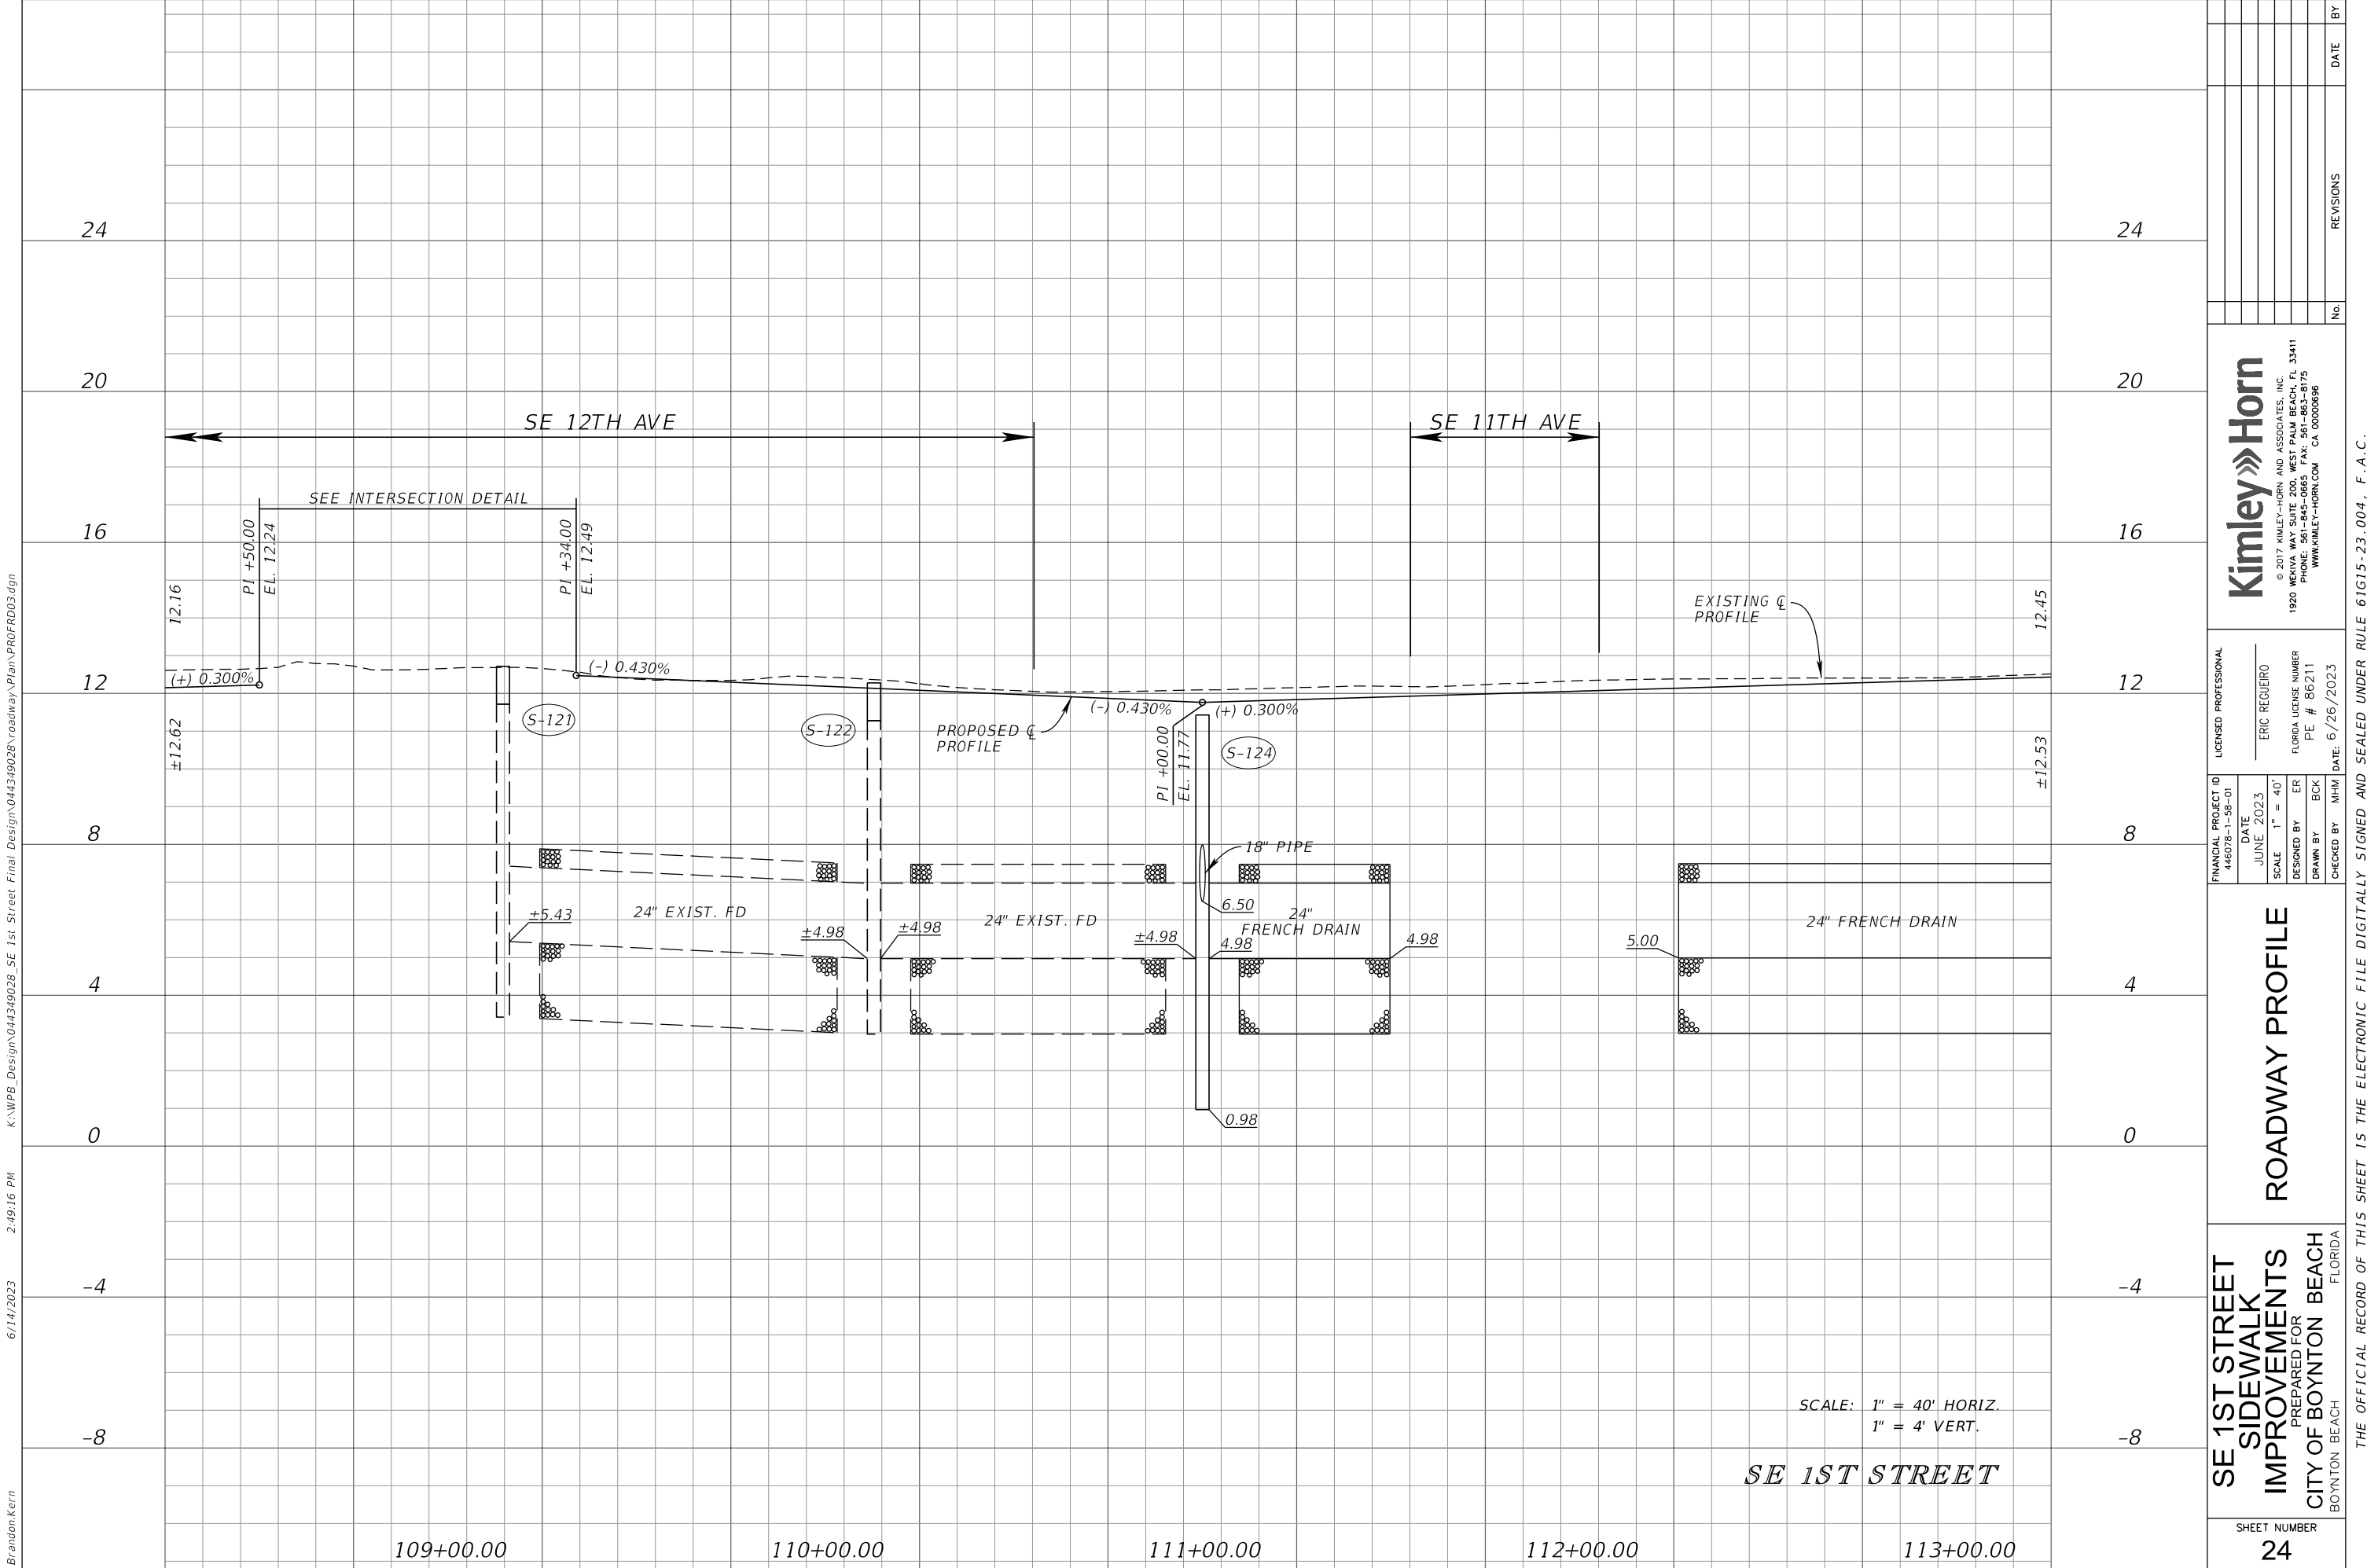 24
24
20
20
SE 12TH AVE
SE 11TH AVE
SEE INTERSECTION DETAIL
16
16
PI +50.00
EL. 12.24
PI +34.00
EL. 12.49
12.16
12.45
EXISTING ℄
PROFILE
(+) 0.300%
(-) 0.430%
12
12
±12.62
±12.53
S-121
S-122
PROPOSED ℄
PROFILE
(-) 0.430%
(+) 0.300%
PI +00.00
EL. 11.77
S-124
8
8
18" PIPE
6.50
±5.43
24" EXIST. FD
±4.98
±4.98
24" EXIST. FD
±4.98
4.98
24"
FRENCH DRAIN
4.98
5.00
24" FRENCH DRAIN
4
4
0.98
0
0
-4
-4
SCALE: 1" = 40' HORIZ.
1" = 4' VERT.
-8
-8
SE 1ST STREET
109+00.00
110+00.00
111+00.00
112+00.00
113+00.00
Brandon.Kern
6/14/2023
2:49:16 PM
K:\WPB_Design\044349028_SE 1st Street Final Design\044349028\roadway\Plan\PROFRD03.dgn
No.
REVISIONS
DATE
BY
Kimley»Horn
© 2017 KIMLEY-HORN AND ASSOCIATES, INC.
1920 WEKIVA WAY SUITE 200, WEST PALM BEACH, FL 33411
PHONE: 561-845-0665 FAX: 561-863-8175
WWW.KIMLEY-HORN.COM CA 00000696
LICENSED PROFESSIONAL
ERIC REGUEIRO
FLORIDA LICENSE NUMBER
PE # 86211
DATE: 6/26/2023
FINANCIAL PROJECT ID
446078-1-58-01
DATE
JUNE 2023
SCALE 1" = 40'
DESIGNED BY ER
DRAWN BY BCK
CHECKED BY MHM
ROADWAY PROFILE
SE 1ST STREET
SIDEWALK
IMPROVEMENTS
PREPARED FOR
CITY OF BOYNTON BEACH
BOYNTON BEACH FLORIDA
SHEET NUMBER
24
THE OFFICIAL RECORD OF THIS SHEET IS THE ELECTRONIC FILE DIGITALLY SIGNED AND SEALED UNDER RULE 61G15-23.004, F.A.C.